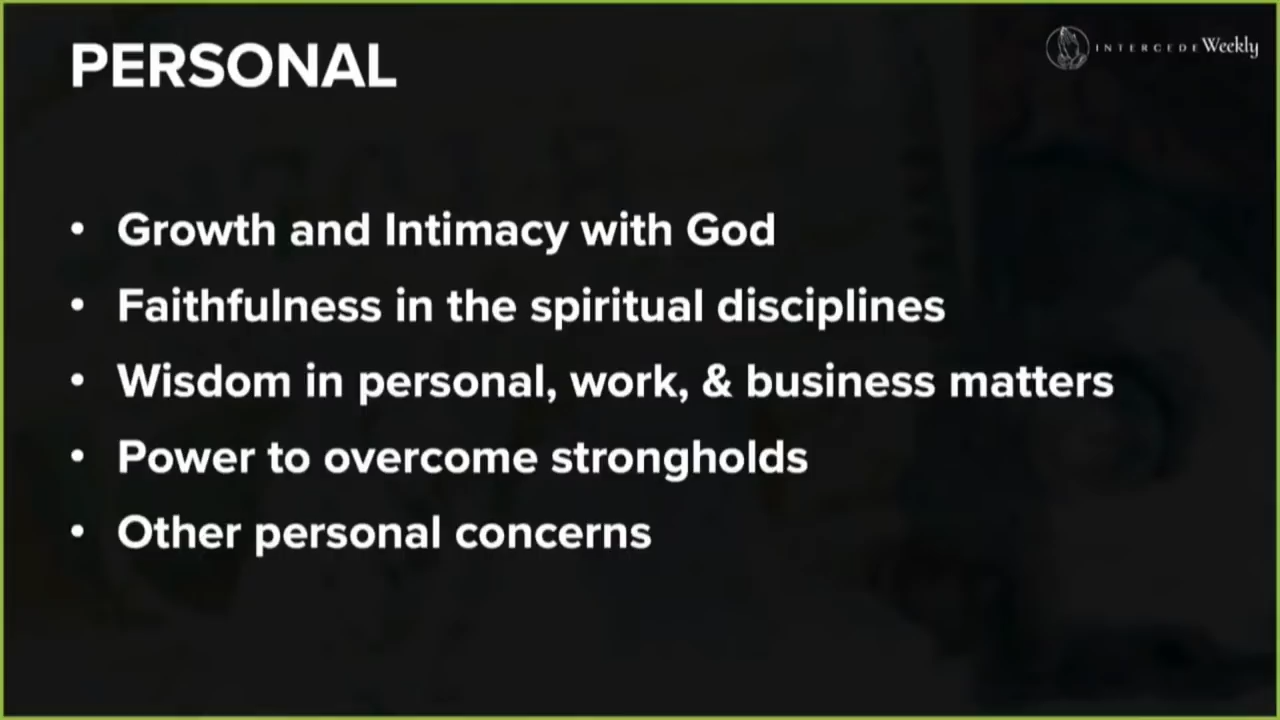 PERSONAL
INTERCEDE Weekly
• Growth and Intimacy with God
• Faithfulness in the spiritual disciplines
• Wisdom in personal, work, & business matters
• Power to overcome strongholds
• Other personal concerns